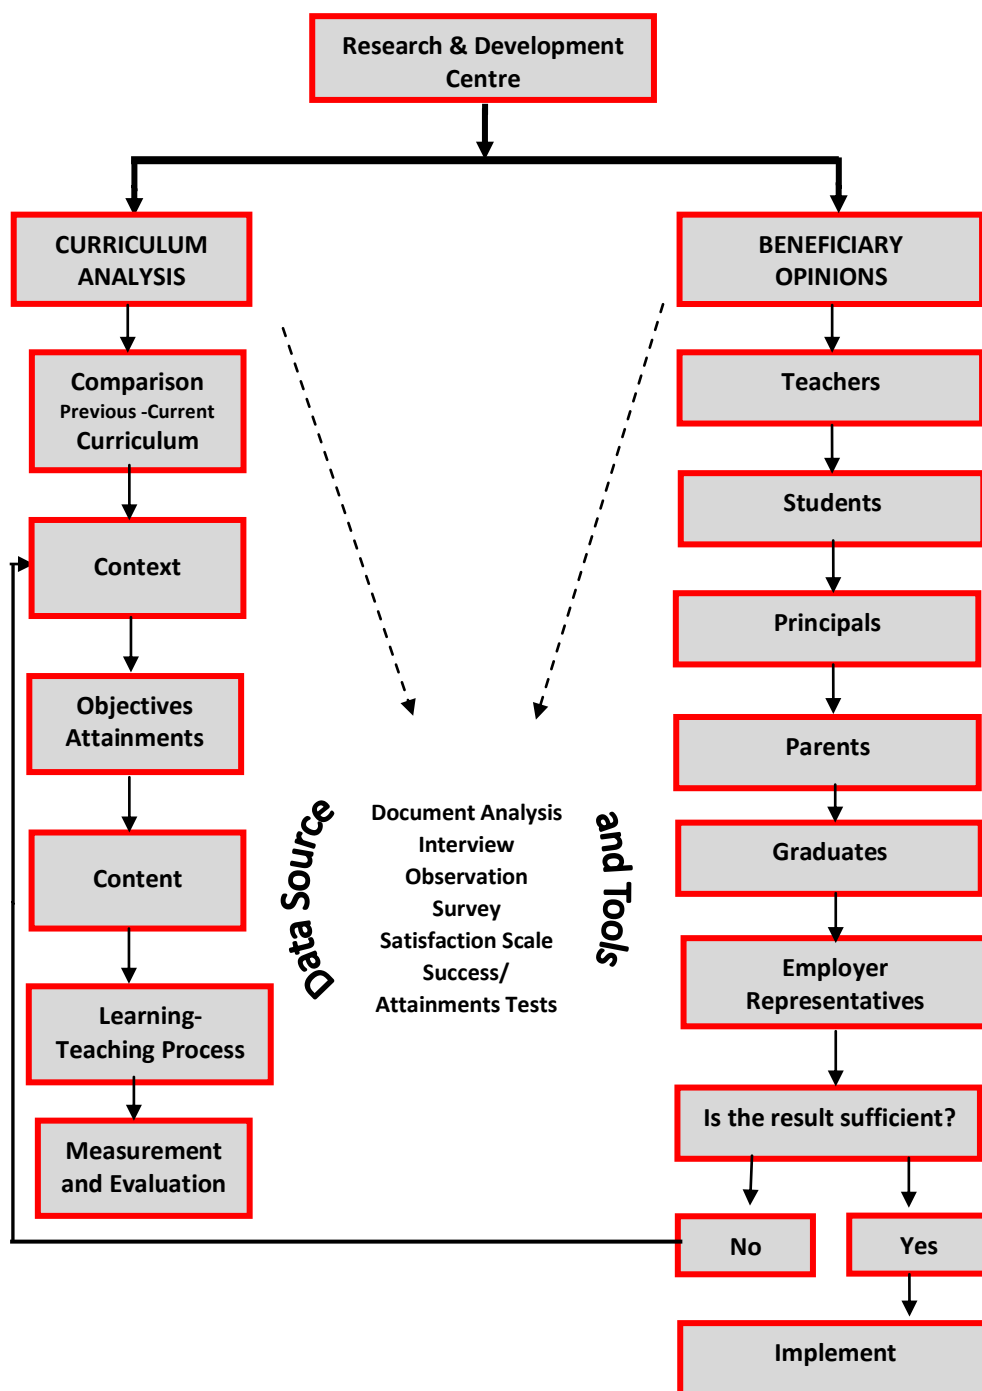 Research & Development
Centre
CURRICULUM
ANALYSIS
Comparison
Previous -Current
Curriculum
Context
Objectives
Attainments
Content
Learning-
Teaching Process
Measurement
and Evaluation
Data Source
Document Analysis
Interview
Observation
Survey
Satisfaction Scale
Success/
Attainments Tests
and Tools
BENEFICIARY
OPINIONS
Teachers
Students
Principals
Parents
Graduates
Employer
Representatives
Is the result sufficient?
No
Yes
Implement